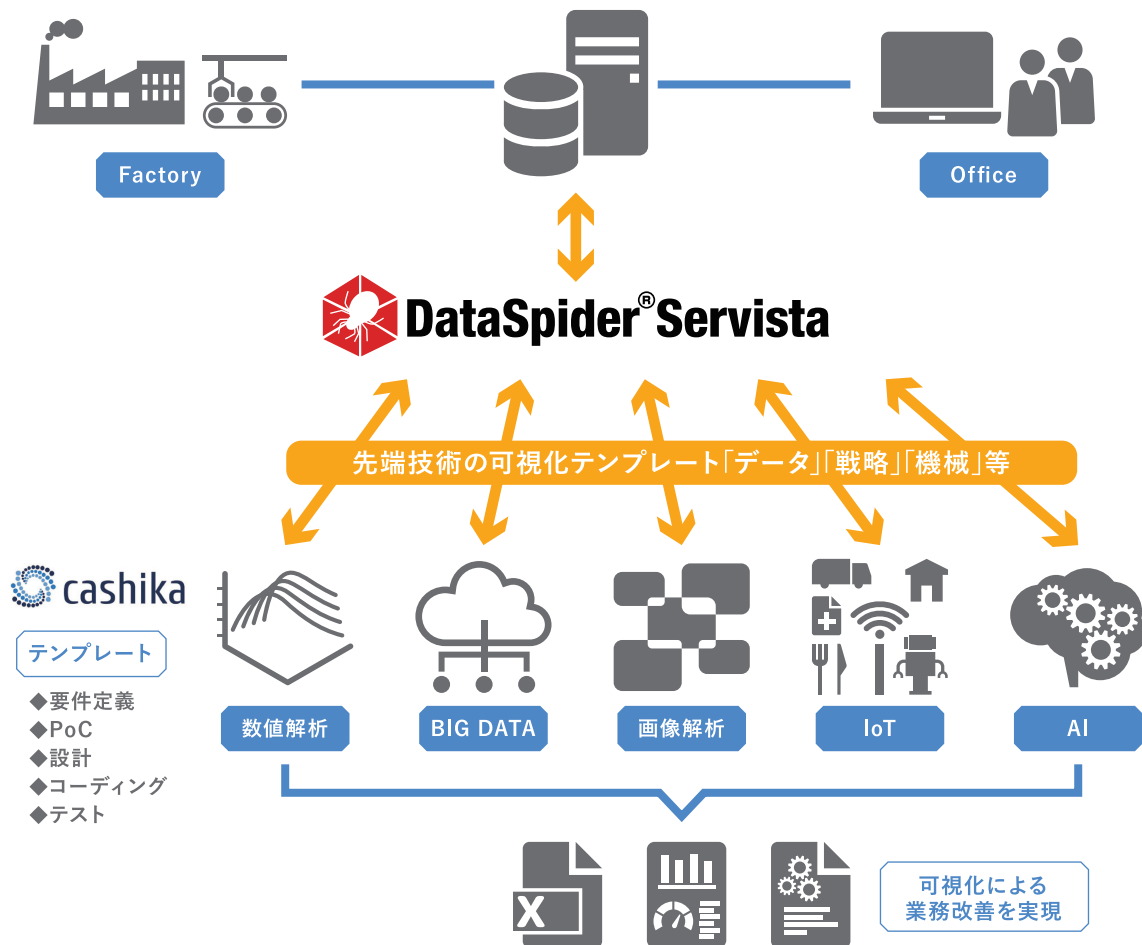 Factory
Office
DataSpider® Servista
先端技術の可視化テンプレート「データ」「戦略」「機械」等
cashika
テンプレート
◆要件定義
◆PoC
◆設計
◆コーディング
◆テスト
数値解析
BIG DATA
画像解析
IoT
AI
X
可視化による
業務改善を実現